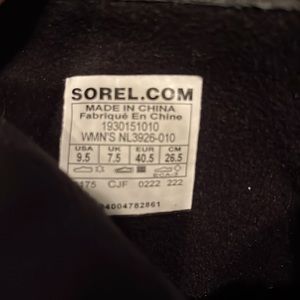 SOREL.COM
MADE IN CHINA
Fabriqué En Chine
1930151010
WMN'S NL3926-010
USA UK EUR CM
9.5 7.5 40.5 26.5
CJF 0222 222